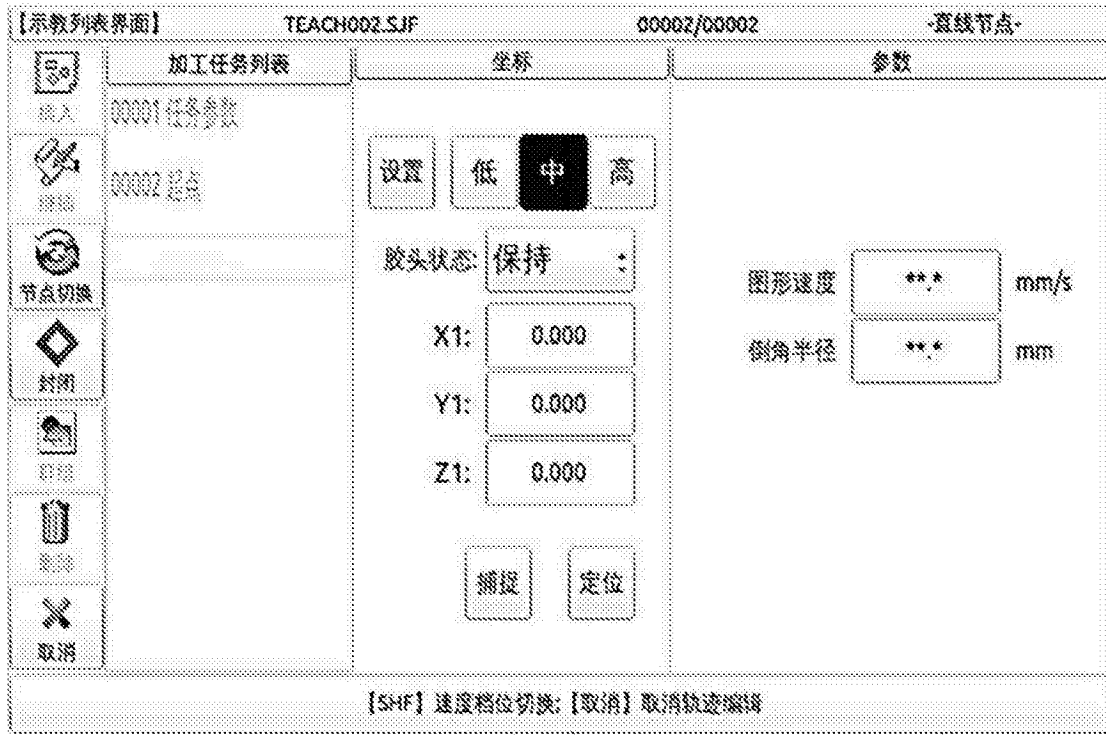 【示教列表界面】 TEACH002.SJF 00002/00002 -直线节点-
加工任务列表 坐标 参数
插入
00001 任务参数
编辑
00002 起点
设置 低 中 高
节点切换
胶头状态: 保持
图形速度 **.* mm/s
封闭
X1: 0.000
倒角半径 **.* mm
Y1: 0.000
Z1: 0.000
删除
捕捉 定位
取消
【SHF】速度档位切换;【取消】取消轨迹编辑